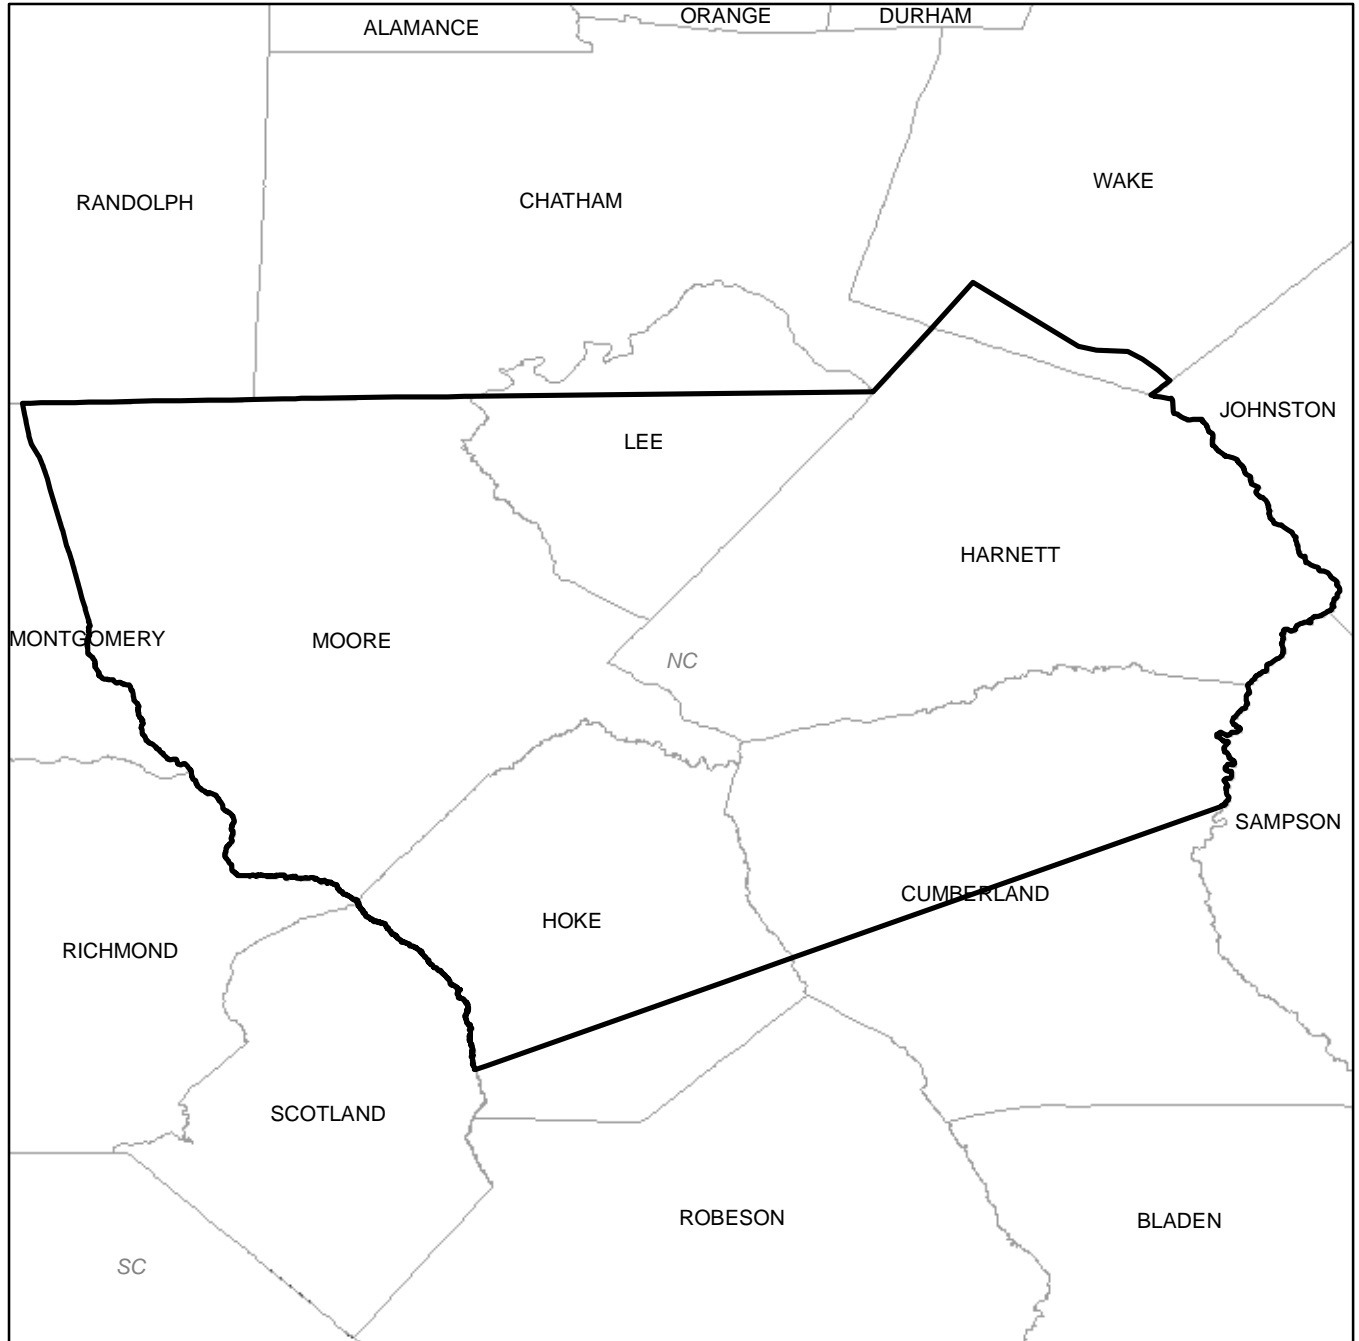 ORANGE
DURHAM
ALAMANCE
WAKE
RANDOLPH
CHATHAM
JOHNSTON
LEE
HARNETT
MONTGOMERY
MOORE
NC
SAMPSON
CUMBERLAND
HOKE
RICHMOND
SCOTLAND
ROBESON
BLADEN
SC